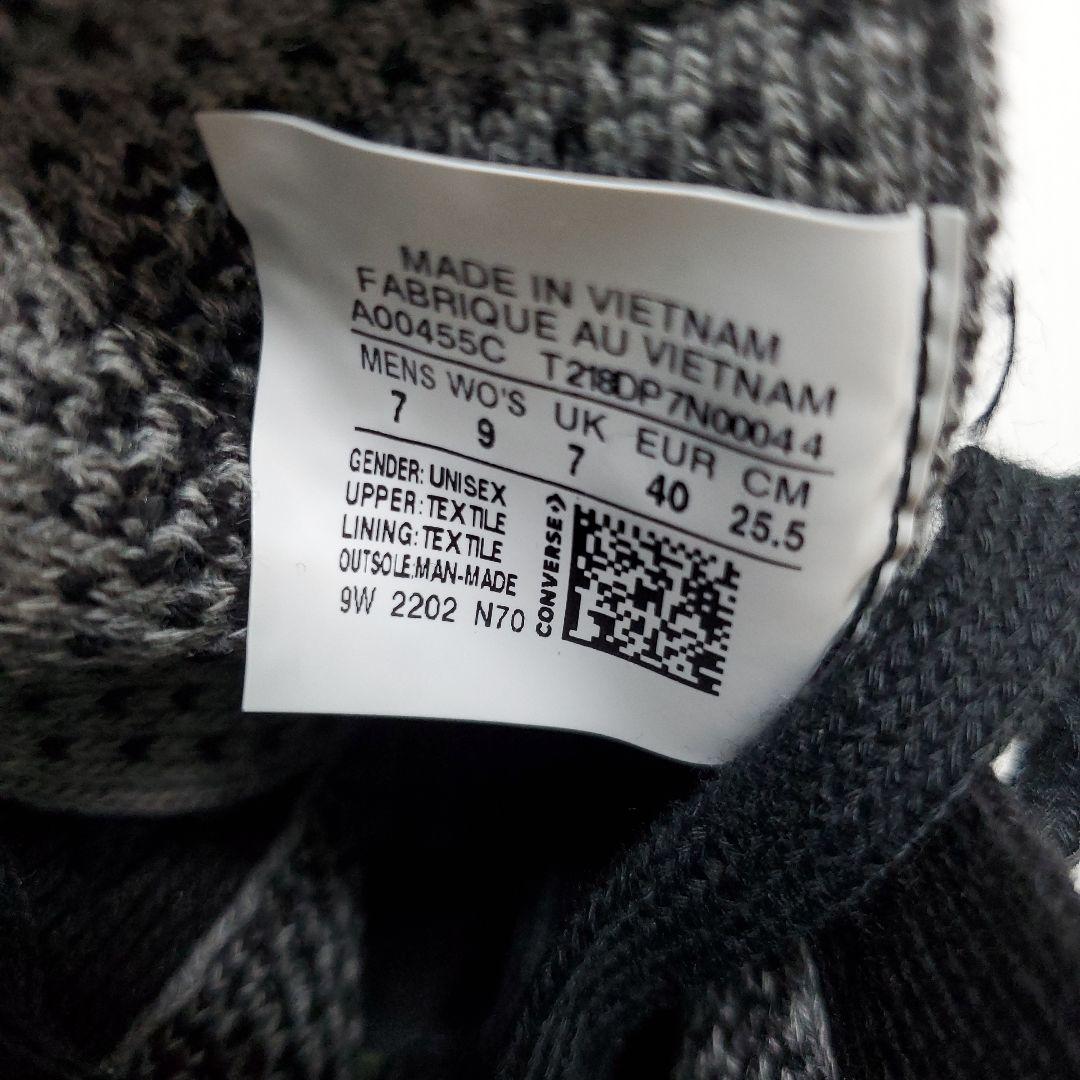 MADE IN VIETNAM
FABRIQUE AU VIETNAM
A00455C T218DP7N00044
MENS WO'S UK EUR CM
7 9 7 40 25.5
GENDER: UNISEX
UPPER: TEXTILE
LINING: TEXTILE
OUTSOLE:MAN-MADE
9W 2202 N70
CONVERSE